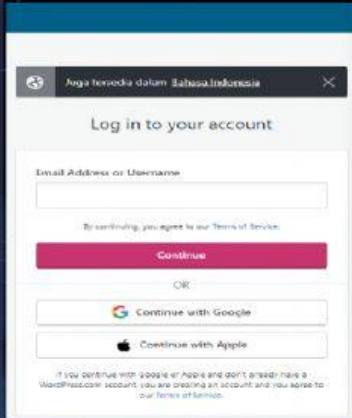 Juga tersedia dalam Bahasa Indonesia
Log in to your account
Email Address or Username
By continuing, you agree to our Terms of Service.
Continue
OR
Continue with Google
Continue with Apple
If you continue with Google or Apple and don't already have a
WordPress.com account, you are creating an account and you agree to
our Terms of Service.